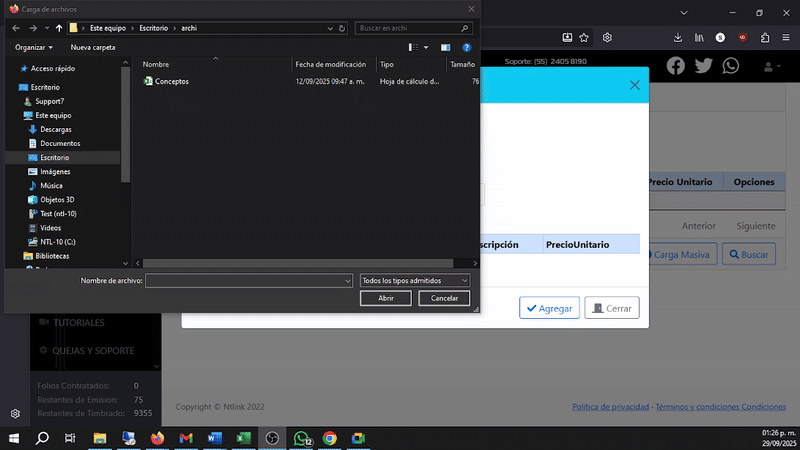 Carga de archivos
Este equipo > Escritorio > archi
Buscar en archi
Organizar
Nueva carpeta
Nombre
Fecha de modificación
Tipo
Tamaño
Acceso rápido
Escritorio
Support7
Este equipo
Descargas
Documentos
Escritorio
Imágenes
Música
Objetos 3D
Test (ntl-10)
Videos
NTL-10 (C:)
Bibliotecas
Conceptos
12/09/2025 09:47 a. m.
Hoja de cálculo d...
76
Nombre de archivo:
Todos los tipos admitidos
Abrir
Cancelar
Soporte: (55) 2405 8190
Precio Unitario
Opciones
Anterior
Siguiente
Carga Masiva
Buscar
scripción
PrecioUnitario
Agregar
Cerrar
TUTORIALES
QUEJAS Y SOPORTE
Folios Contratados: 0
Restantes de Emision: 75
Restantes de Timbrado: 9355
Copyright © Ntlink 2022
Política de privacidad · Términos y condiciones Condiciones
12
01:26 p. m.
29/09/2025